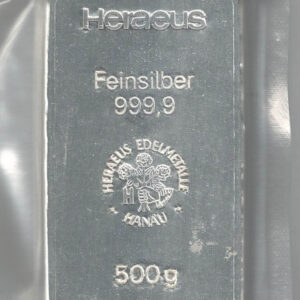 Heraeus
Feinsilber
999,9
HERAEUS EDELMETALLE
HANAU
500g